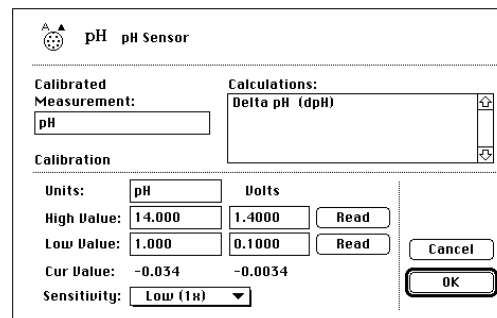 A
pH pH Sensor
Calibrated
Measurement:
pH
Calculations:
Delta pH (dpH)
Calibration
Units: pH Volts
High Value: 14.000 1.4000 Read
Low Value: 1.000 0.1000 Read
Cur Value: -0.034 -0.0034
Sensitivity: Low (1x)
Cancel
OK